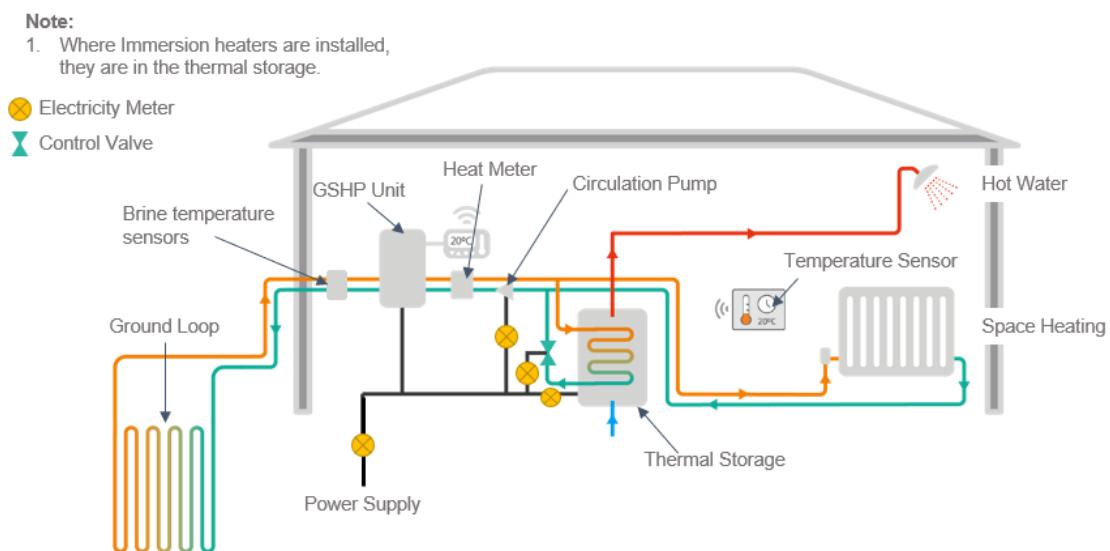 Note:
1. Where Immersion heaters are installed,
they are in the thermal storage.
Electricity Meter
Control Valve
Heat Meter
GSHP Unit
Circulation Pump
Hot Water
Brine temperature
sensors
20ºC
Temperature Sensor
20ºC
Ground Loop
Space Heating
Thermal Storage
Power Supply